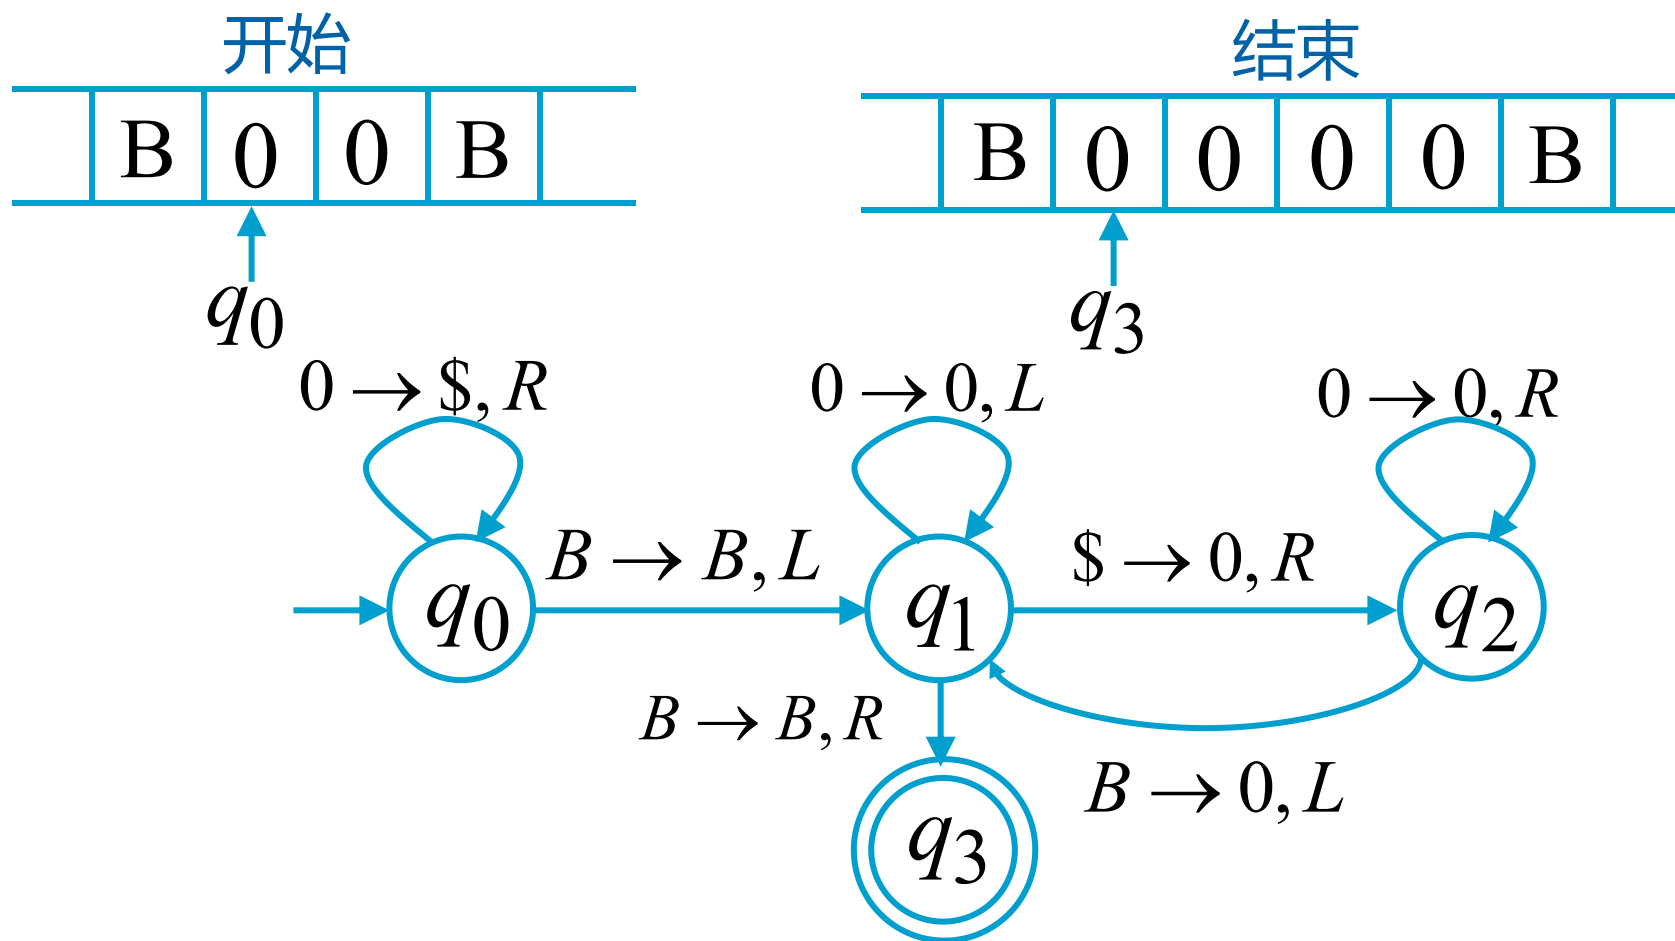 开始
结束
B 0 0 B
B 0 0 0 0 B
q0
q3
0 → $, R
0 → 0, L
0 → 0, R
B → B, L
$ → 0, R
q0
q1
q2
B → B, R
B → 0, L
q3